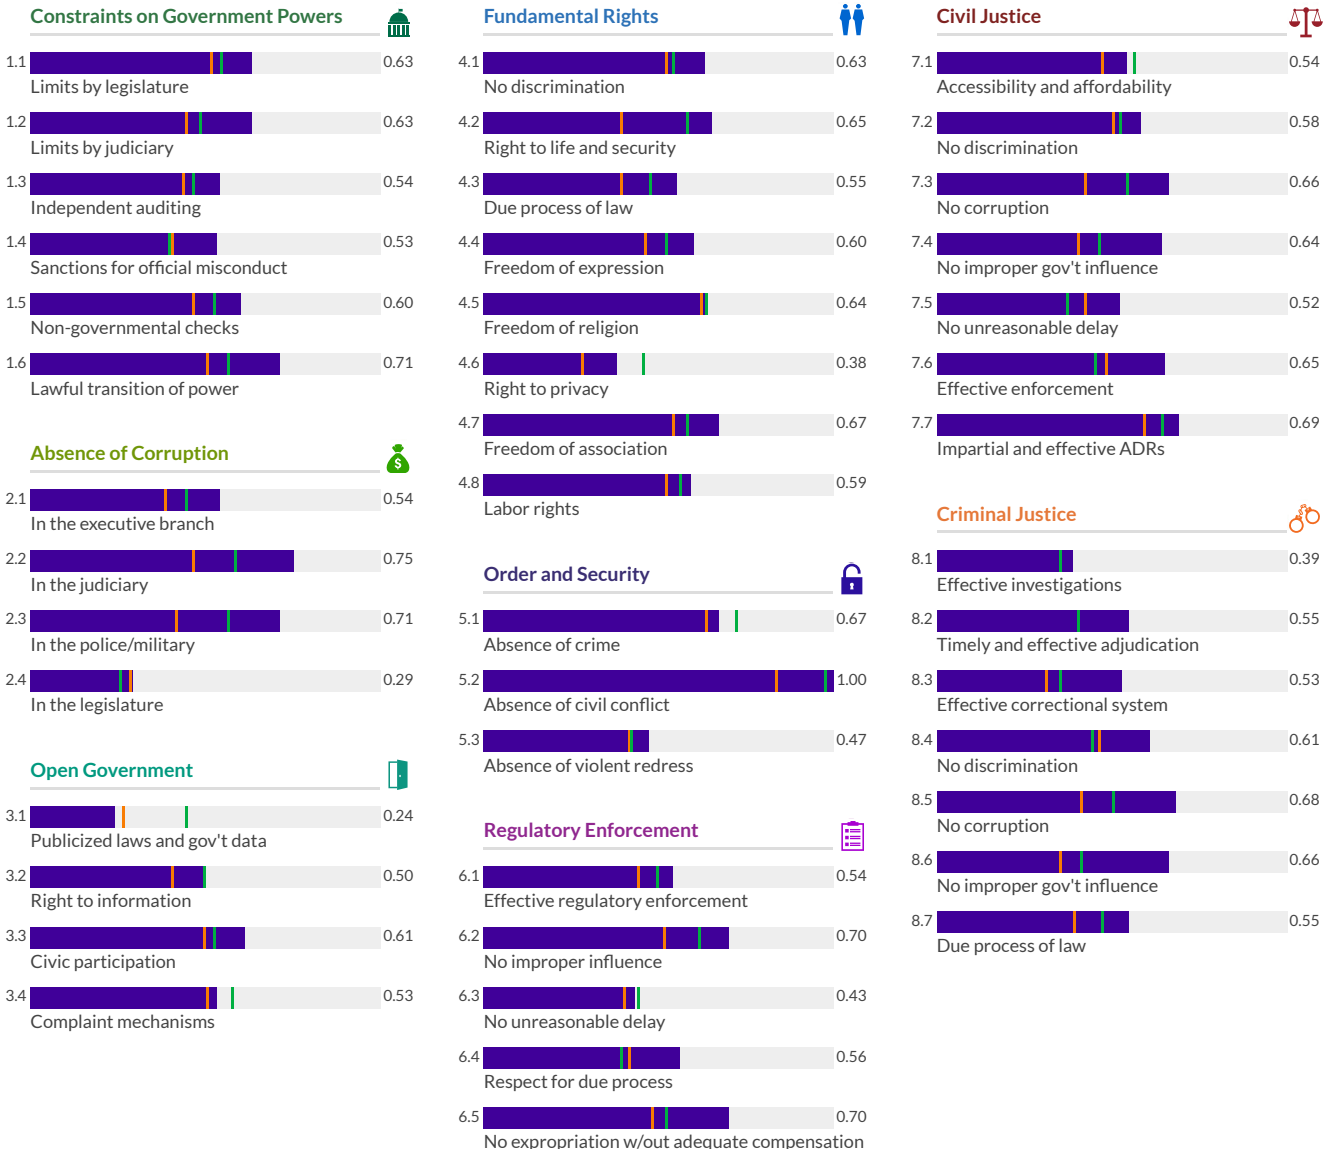 Constraints on Government Powers
1.1 0.63
Limits by legislature
1.2 0.63
Limits by judiciary
1.3 0.54
Independent auditing
1.4 0.53
Sanctions for official misconduct
1.5 0.60
Non-governmental checks
1.6 0.71
Lawful transition of power
Absence of Corruption
$
2.1 0.54
In the executive branch
2.2 0.75
In the judiciary
2.3 0.71
In the police/military
2.4 0.29
In the legislature
Open Government
3.1 0.24
Publicized laws and gov't data
3.2 0.50
Right to information
3.3 0.61
Civic participation
3.4 0.53
Complaint mechanisms
Fundamental Rights
4.1 0.63
No discrimination
4.2 0.65
Right to life and security
4.3 0.55
Due process of law
4.4 0.60
Freedom of expression
4.5 0.64
Freedom of religion
4.6 0.38
Right to privacy
4.7 0.67
Freedom of association
4.8 0.59
Labor rights
Order and Security
5.1 0.67
Absence of crime
5.2 1.00
Absence of civil conflict
5.3 0.47
Absence of violent redress
Regulatory Enforcement
6.1 0.54
Effective regulatory enforcement
6.2 0.70
No improper influence
6.3 0.43
No unreasonable delay
6.4 0.56
Respect for due process
6.5 0.70
No expropriation w/out adequate compensation
Civil Justice
7.1 0.54
Accessibility and affordability
7.2 0.58
No discrimination
7.3 0.66
No corruption
7.4 0.64
No improper gov't influence
7.5 0.52
No unreasonable delay
7.6 0.65
Effective enforcement
7.7 0.69
Impartial and effective ADRs
Criminal Justice
8.1 0.39
Effective investigations
8.2 0.55
Timely and effective adjudication
8.3 0.53
Effective correctional system
8.4 0.61
No discrimination
8.5 0.68
No corruption
8.6 0.66
No improper gov't influence
8.7 0.55
Due process of law